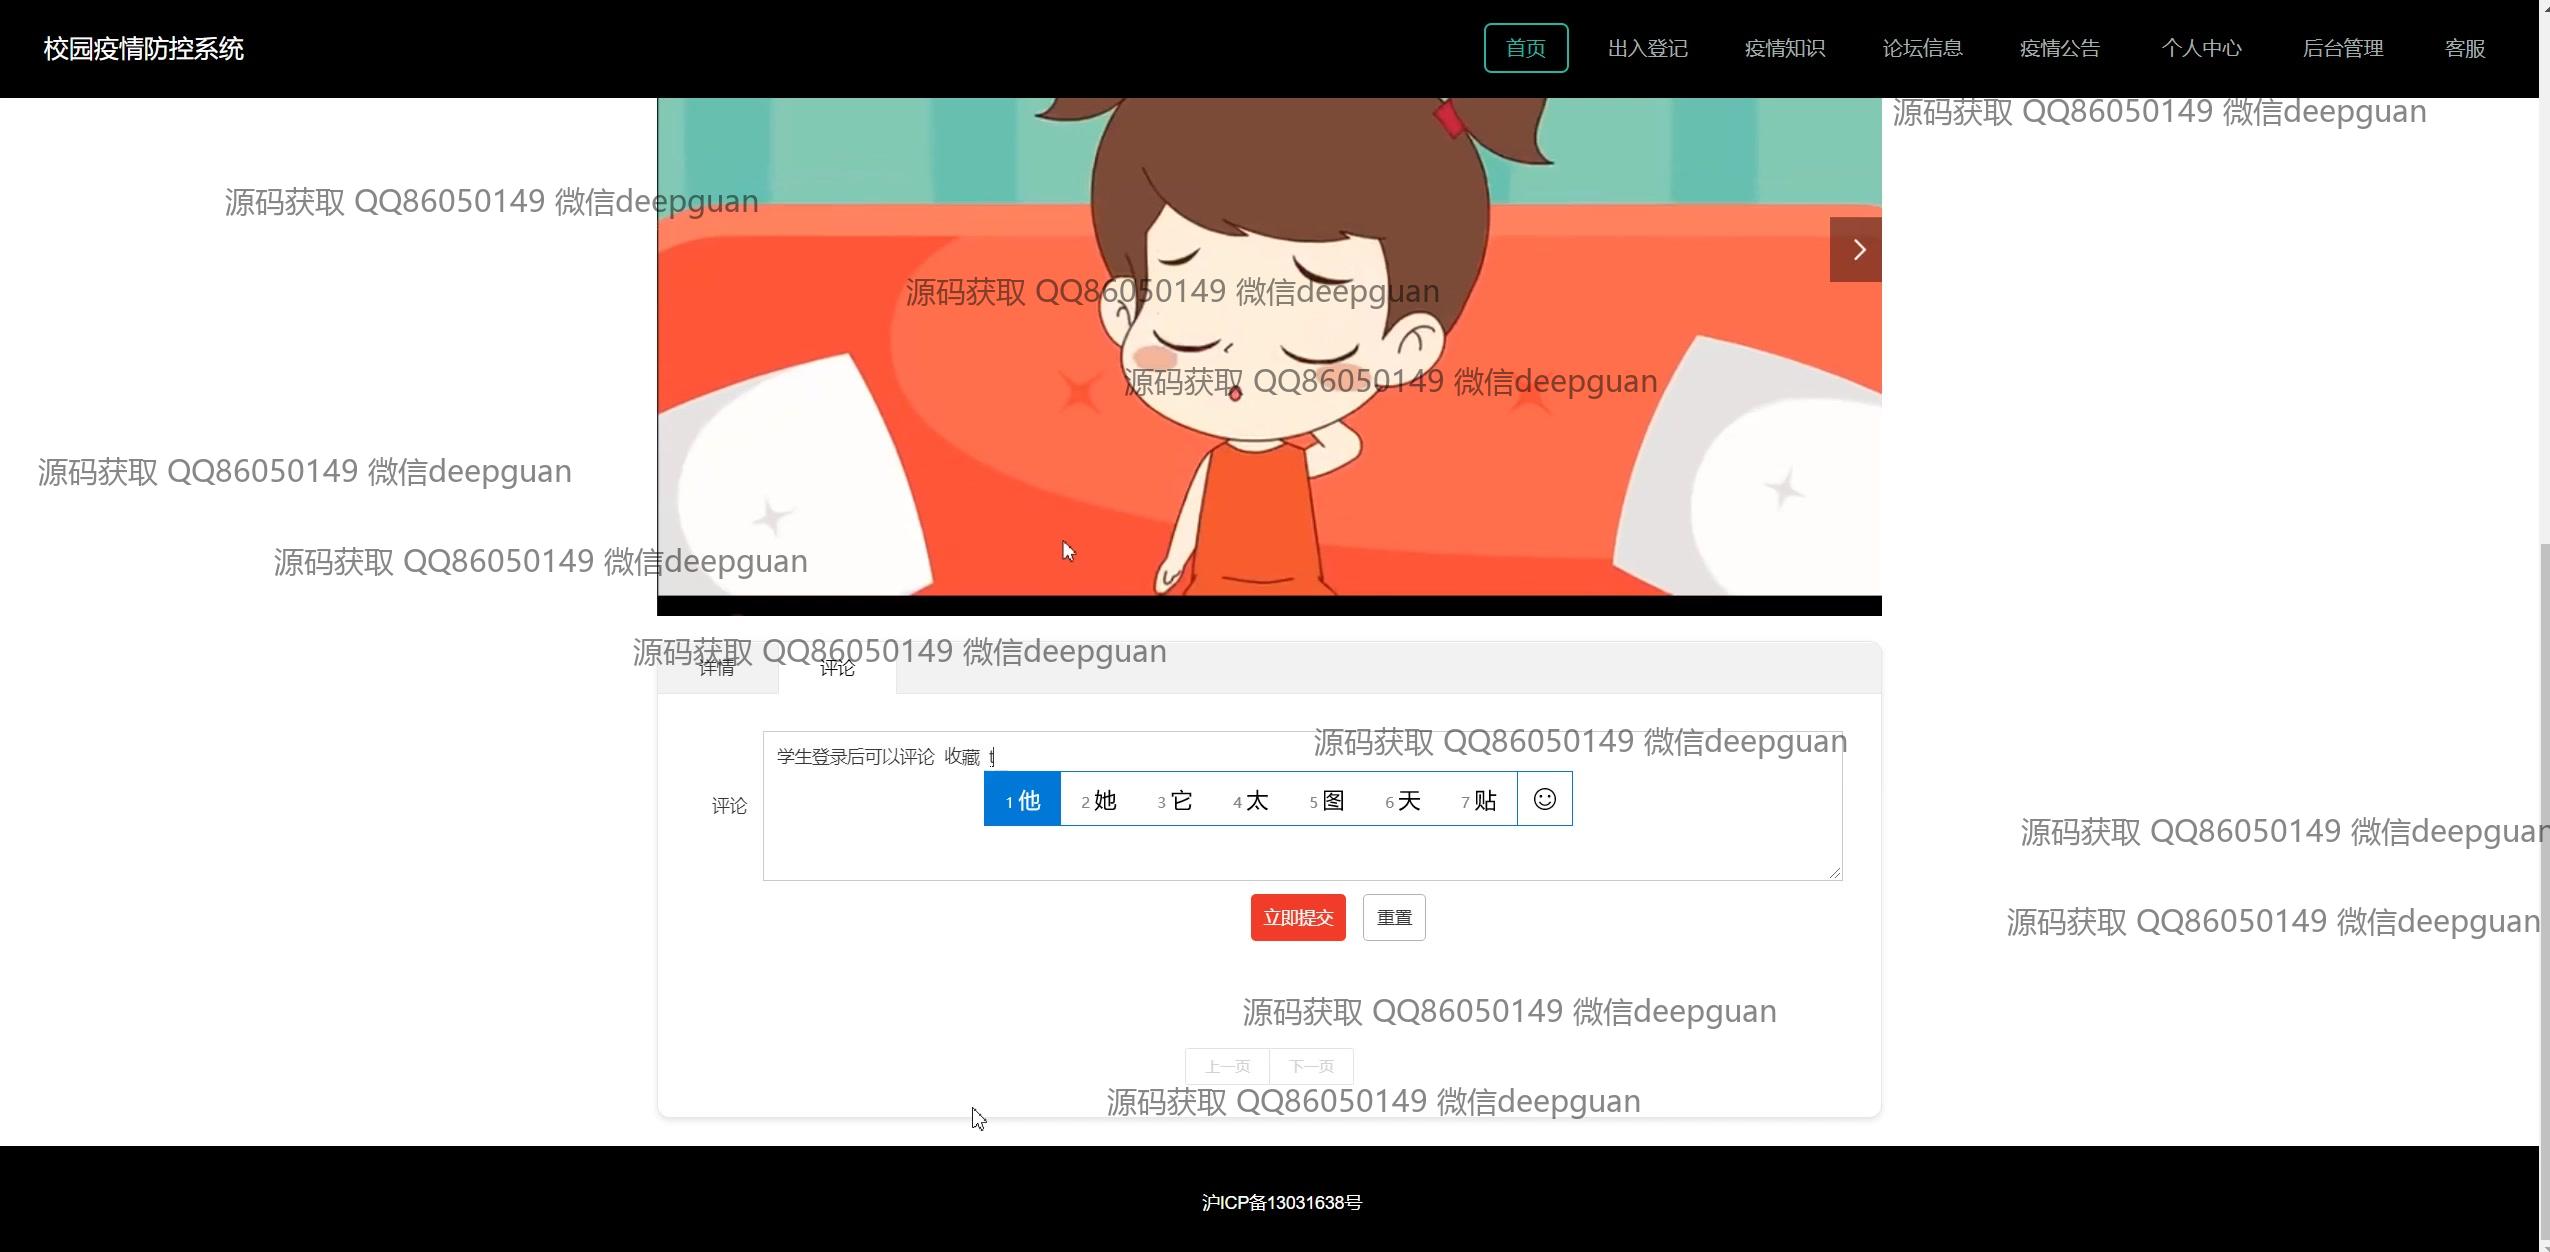 校园疫情防控系统
首页 出入登记 疫情知识 论坛信息 疫情公告 个人中心 后台管理 客服
源码获取 QQ86050149 微信deepguan
源码获取 QQ86050149 微信deepguan
源码获取 QQ86050149 微信deepguan
源码获取 QQ86050149 微信deepguan
源码获取 QQ86050149 微信deepguan
源码获取 QQ86050149 微信deepguan
源码获取 QQ86050149 微信deepguan
详情 评论
源码获取 QQ86050149 微信deepguan
学生登录后可以评论 收藏 t
1 他 2 她 3 它 4 太 5 图 6 天 7 贴
评论
源码获取 QQ86050149 微信deepguan
立即提交 重置
源码获取 QQ86050149 微信deepguan
源码获取 QQ86050149 微信deepguan
上一页 下一页
源码获取 QQ86050149 微信deepguan
沪ICP备13031638号